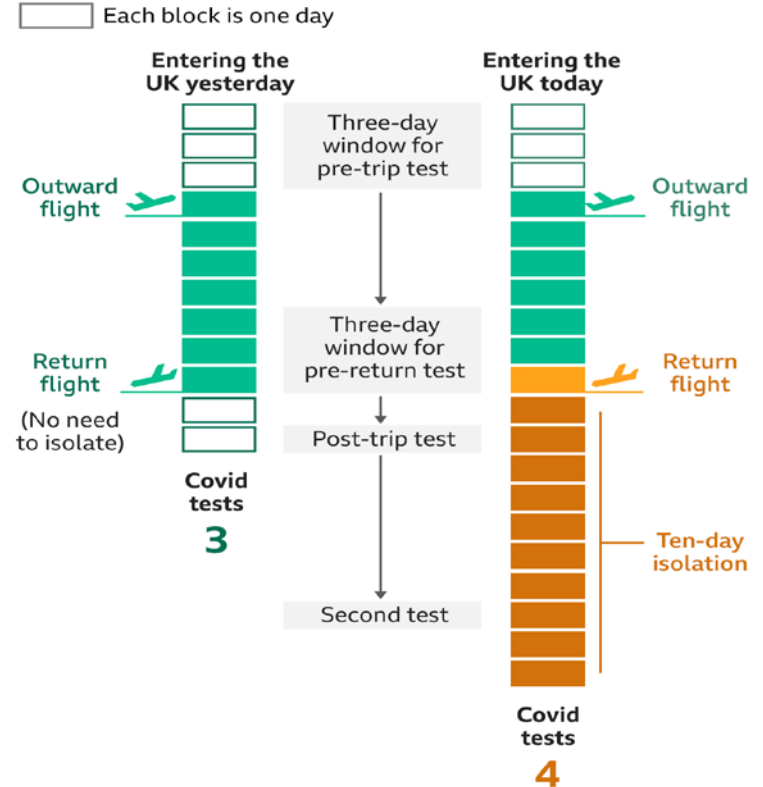 Each block is one day
Entering the
UK yesterday
Entering the
UK today
Three-day
window for
pre-trip test
Outward
flight
Outward
flight
Three-day
window for
pre-return test
Return
flight
Return
flight
(No need
to isolate)
Post-trip test
Covid
tests
3
Ten-day
isolation
Second test
Covid
tests
4